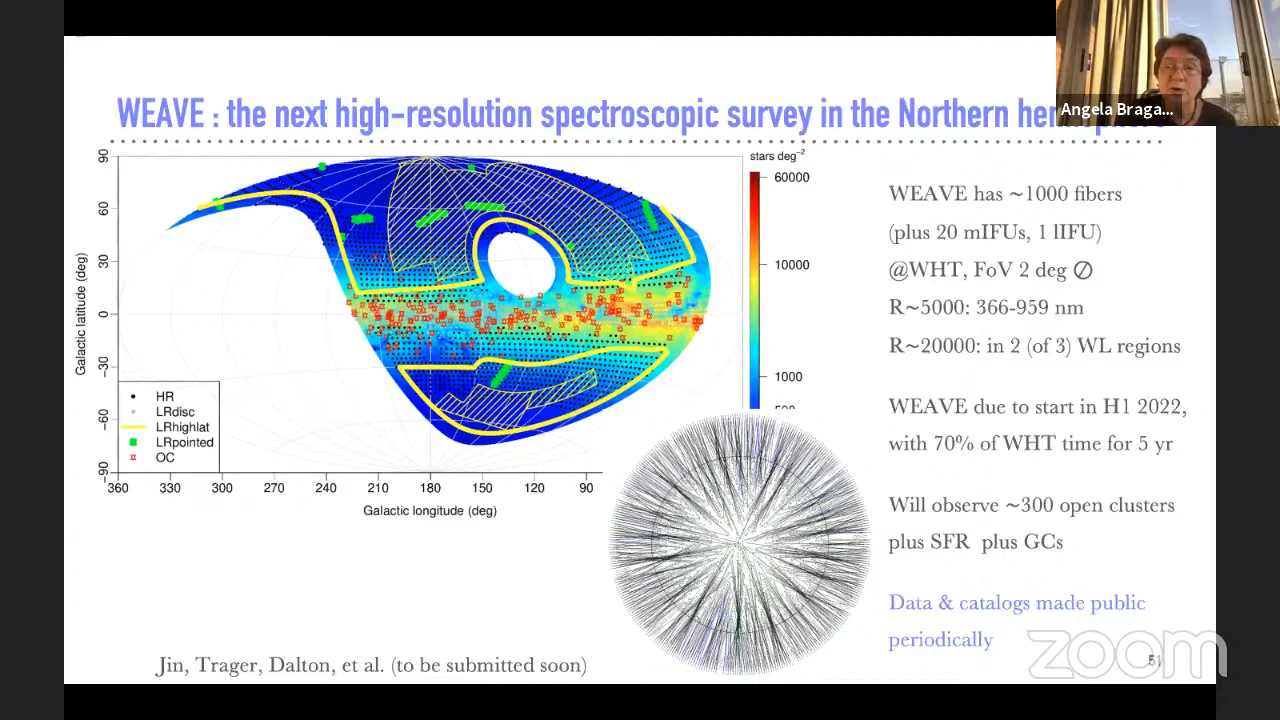 Angela Braga...
WEAVE : the next high-resolution spectroscopic survey in the Northern
stars deg⁻²
90
60
30
0
-30
-60
-90
Galactic latitude (deg)
60000
10000
1000
HR
LRdisc
LRhighlat
LRpointed
OC
360 330 300 270 240 210 180 150 120 90
Galactic longitude (deg)
WEAVE has ~1000 fibers
(plus 20 mIFUs, 1 lIFU)
@WHT, FoV 2 deg ∅
R~5000: 366-959 nm
R~20000: in 2 (of 3) WL regions
WEAVE due to start in H1 2022,
with 70% of WHT time for 5 yr
Will observe ~300 open clusters
plus SFR plus GCs
Data & catalogs made public
periodically
Jin, Trager, Dalton, et al. (to be submitted soon)
zoom